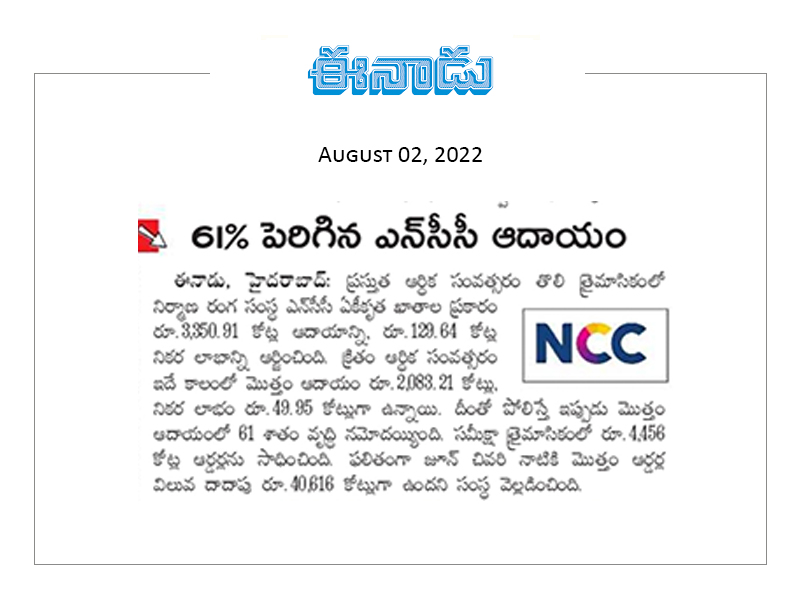 ఈనాడు
August 02, 2022
61% పెరిగిన ఎన్‌సీసీ ఆదాయం
ఈనాడు, హైదరాబాద్: ప్రస్తుత ఆర్థిక సంవత్సరం తొలి త్రైమాసికంలో
నిర్మాణ రంగ సంస్థ ఎన్‌సీసీ ఏకీకృత ఖాతాల ప్రకారం
రూ.3,350.91 కోట్ల ఆదాయాన్ని, రూ.129.64 కోట్ల
నికర లాభాన్ని ఆర్జించింది. క్రితం ఆర్థిక సంవత్సరం
ఇదే కాలంలో మొత్తం ఆదాయం రూ.2,083.21 కోట్లు,
NCC
నికర లాభం రూ.49.95 కోట్లుగా ఉన్నాయి. దీంతో పోలిస్తే ఇప్పుడు మొత్తం
ఆదాయంలో 61 శాతం వృద్ధి నమోదయ్యింది. సమీక్షా త్రైమాసికంలో రూ.4,456
కోట్ల ఆర్డర్లను సాధించింది. ఫలితంగా జూన్ చివరి నాటికి మొత్తం ఆర్డర్ల
విలువ దాదాపు రూ.40,616 కోట్లుగా ఉందని సంస్థ వెల్లడించింది.